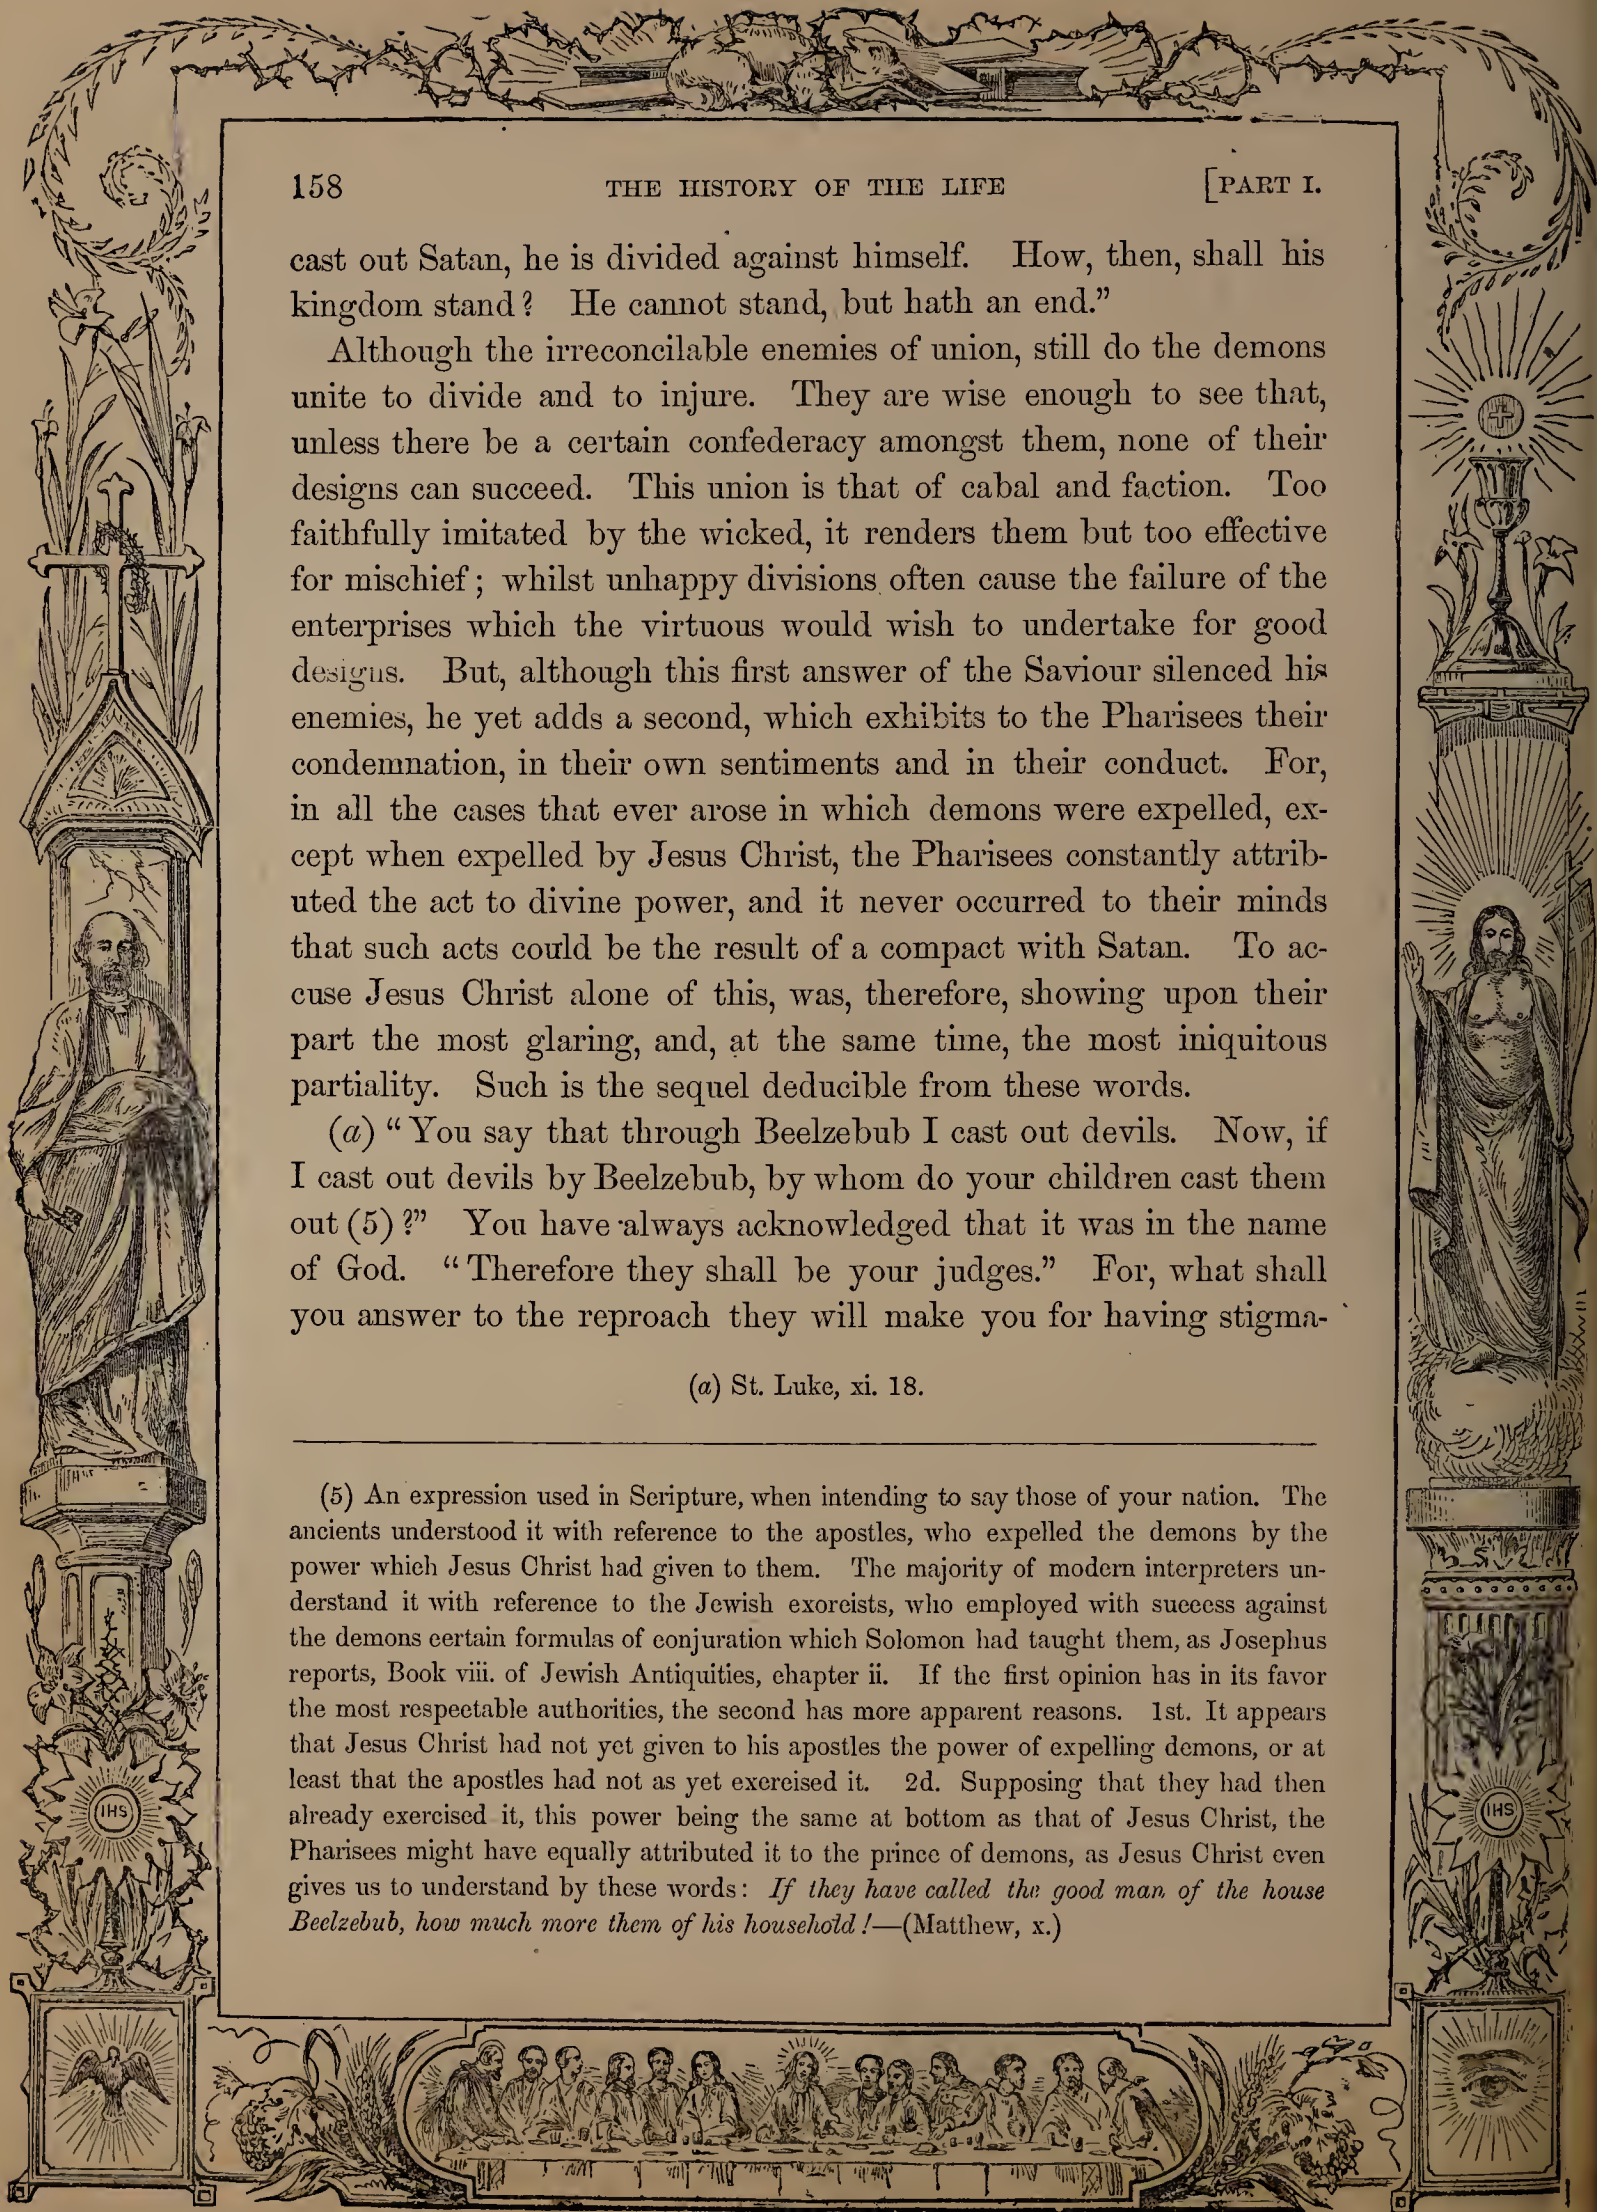 158 THE HISTORY OF THE LIFE [PART I.
cast out Satan, he is divided against himself. How, then, shall his
kingdom stand? He cannot stand, but hath an end.”
Although the irreconcilable enemies of union, still do the demons
unite to divide and to injure. They are wise enough to see that,
unless there be a certain confederacy amongst them, none of their
designs can succeed. This union is that of cabal and faction. Too
faithfully imitated by the wicked, it renders them but too effective
for mischief; whilst unhappy divisions often cause the failure of the
enterprises which the virtuous would wish to undertake for good
designs. But, although this first answer of the Saviour silenced his
enemies, he yet adds a second, which exhibits to the Pharisees their
condemnation, in their own sentiments and in their conduct. For,
in all the cases that ever arose in which demons were expelled, ex-
cept when expelled by Jesus Christ, the Pharisees constantly attrib-
uted the act to divine power, and it never occurred to their minds
that such acts could be the result of a compact with Satan. To ac-
cuse Jesus Christ alone of this, was, therefore, showing upon their
part the most glaring, and, at the same time, the most iniquitous
partiality. Such is the sequel deducible from these words.
(a) “You say that through Beelzebub I cast out devils. Now, if
I cast out devils by Beelzebub, by whom do your children cast them
out (5)?” You have always acknowledged that it was in the name
of God. “Therefore they shall be your judges.” For, what shall
you answer to the reproach they will make you for having stigma-
(a) St. Luke, xi. 18.
(5) An expression used in Scripture, when intending to say those of your nation. The
ancients understood it with reference to the apostles, who expelled the demons by the
power which Jesus Christ had given to them. The majority of modern interpreters un-
derstand it with reference to the Jewish exorcists, who employed with success against
the demons certain formulas of conjuration which Solomon had taught them, as Josephus
reports, Book viii. of Jewish Antiquities, chapter ii. If the first opinion has in its favor
the most respectable authorities, the second has more apparent reasons. 1st. It appears
that Jesus Christ had not yet given to his apostles the power of expelling demons, or at
least that the apostles had not as yet exercised it. 2d. Supposing that they had then
already exercised it, this power being the same at bottom as that of Jesus Christ, the
Pharisees might have equally attributed it to the prince of demons, as Jesus Christ even
gives us to understand by these words: If they have called the good man of the house
Beelzebub, how much more them of his household!—(Matthew, x.)
IHS
IHS